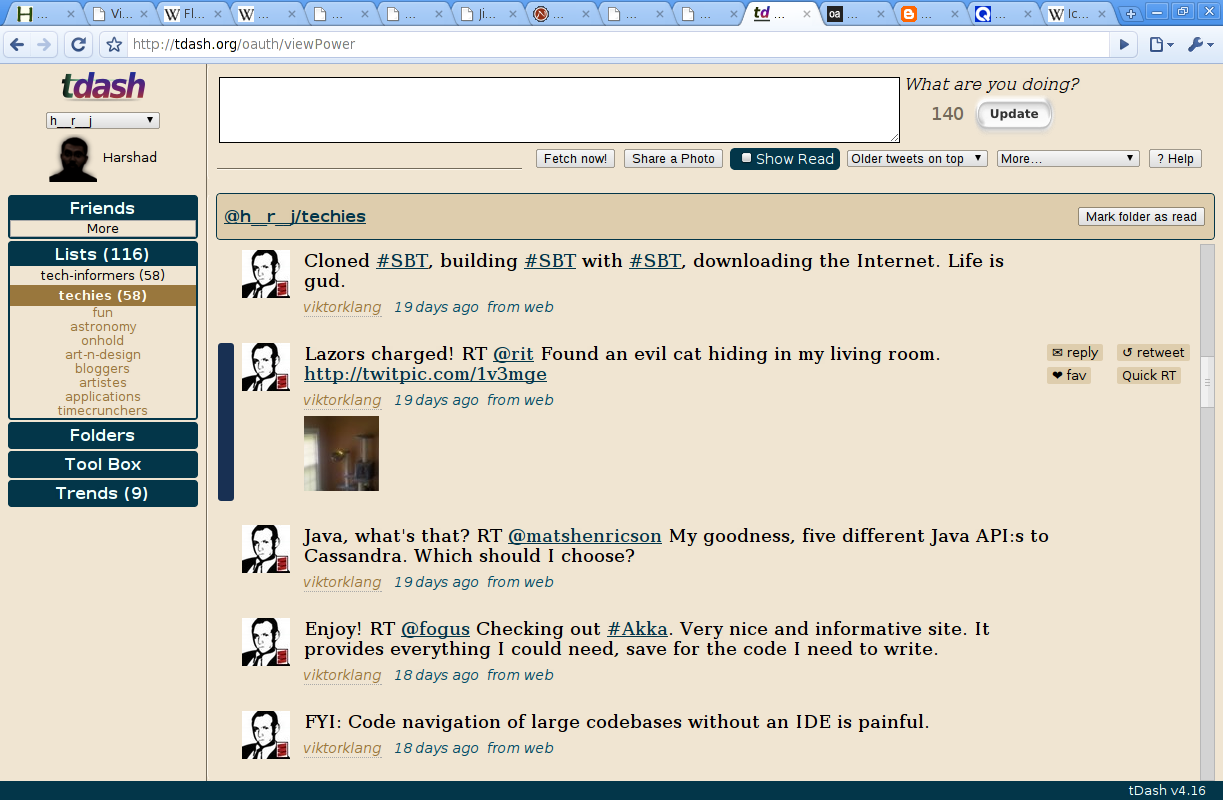 ... Vi... Fl... ... ... ... Ji... ... ... ... td ... oa ... ... ... Ic...
http://tdash.org/oauth/viewPower
tdash
h__r__j
Harshad
Friends
More
Lists (116)
tech-informers (58)
techies (58)
fun
astronomy
onhold
art-n-design
bloggers
artistes
applications
timecrunchers
Folders
Tool Box
Trends (9)
What are you doing?
140 Update
Fetch now! Share a Photo Show Read Older tweets on top More... ? Help
@h__r__j/techies Mark folder as read
Cloned #SBT, building #SBT with #SBT, downloading the Internet. Life is
gud.
viktorklang 19 days ago from web
Lazors charged! RT @rit Found an evil cat hiding in my living room.
http://twitpic.com/1v3mge
viktorklang 19 days ago from web
reply retweet
fav Quick RT
Java, what's that? RT @matshenricson My goodness, five different Java API:s to
Cassandra. Which should I choose?
viktorklang 19 days ago from web
Enjoy! RT @fogus Checking out #Akka. Very nice and informative site. It
provides everything I could need, save for the code I need to write.
viktorklang 18 days ago from web
FYI: Code navigation of large codebases without an IDE is painful.
viktorklang 18 days ago from web
tDash v4.16